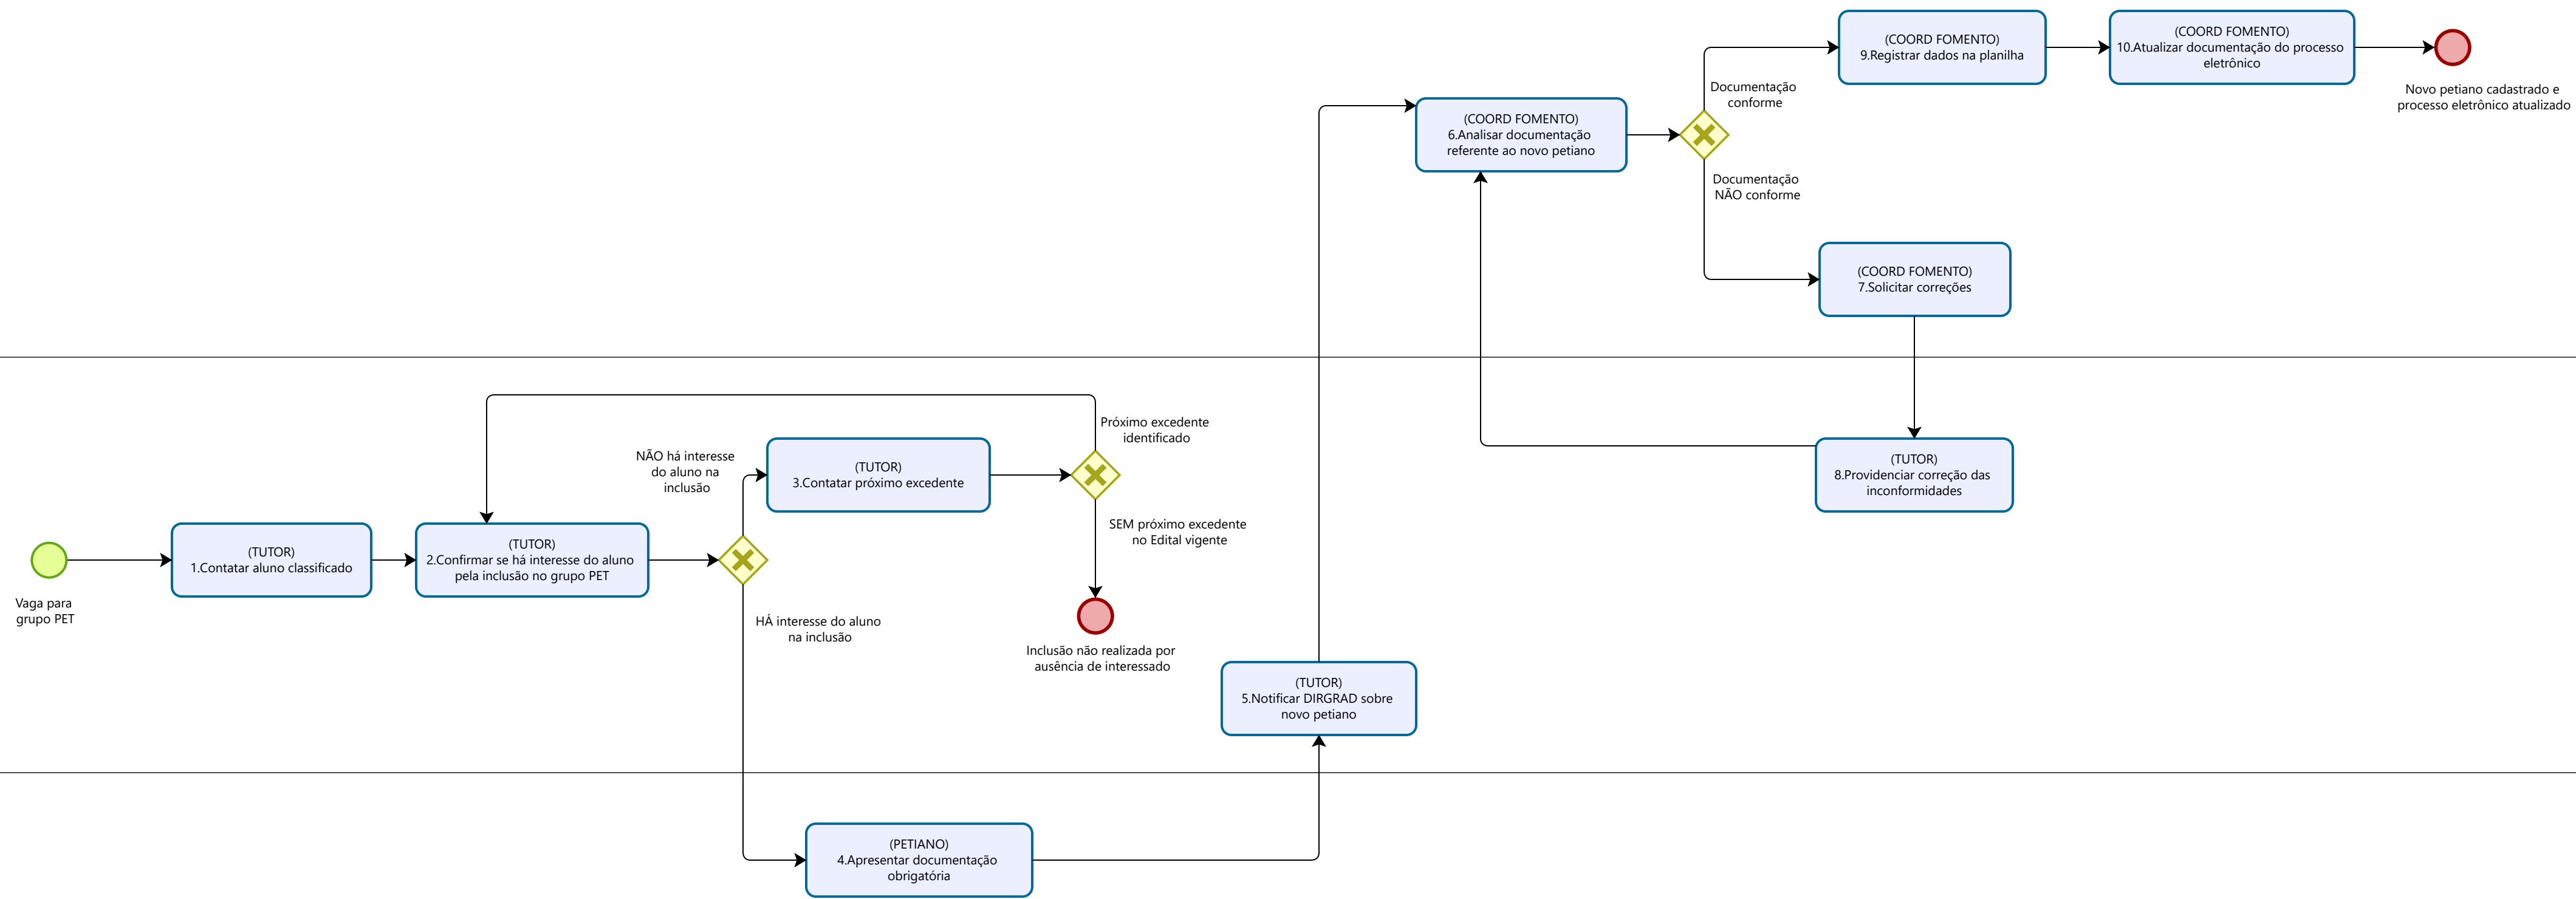 (COORD FOMENTO)
9.Registrar dados na planilha
(COORD FOMENTO)
10.Atualizar documentação do processo
eletrônico
Novo petiano cadastrado e
processo eletrônico atualizado
Documentação
conforme
(COORD FOMENTO)
6.Analisar documentação
referente ao novo petiano
Documentação
NÃO conforme
(COORD FOMENTO)
7.Solicitar correções
Próximo excedente
identificado
NÃO há interesse
do aluno na
inclusão
(TUTOR)
3.Contatar próximo excedente
(TUTOR)
8.Providenciar correção das
inconformidades
SEM próximo excedente
no Edital vigente
(TUTOR)
1.Contatar aluno classificado
(TUTOR)
2.Confirmar se há interesse do aluno
pela inclusão no grupo PET
Vaga para
grupo PET
HÁ interesse do aluno
na inclusão
Inclusão não realizada por
ausência de interessado
(TUTOR)
5.Notificar DIRGRAD sobre
novo petiano
(PETIANO)
4.Apresentar documentação
obrigatória